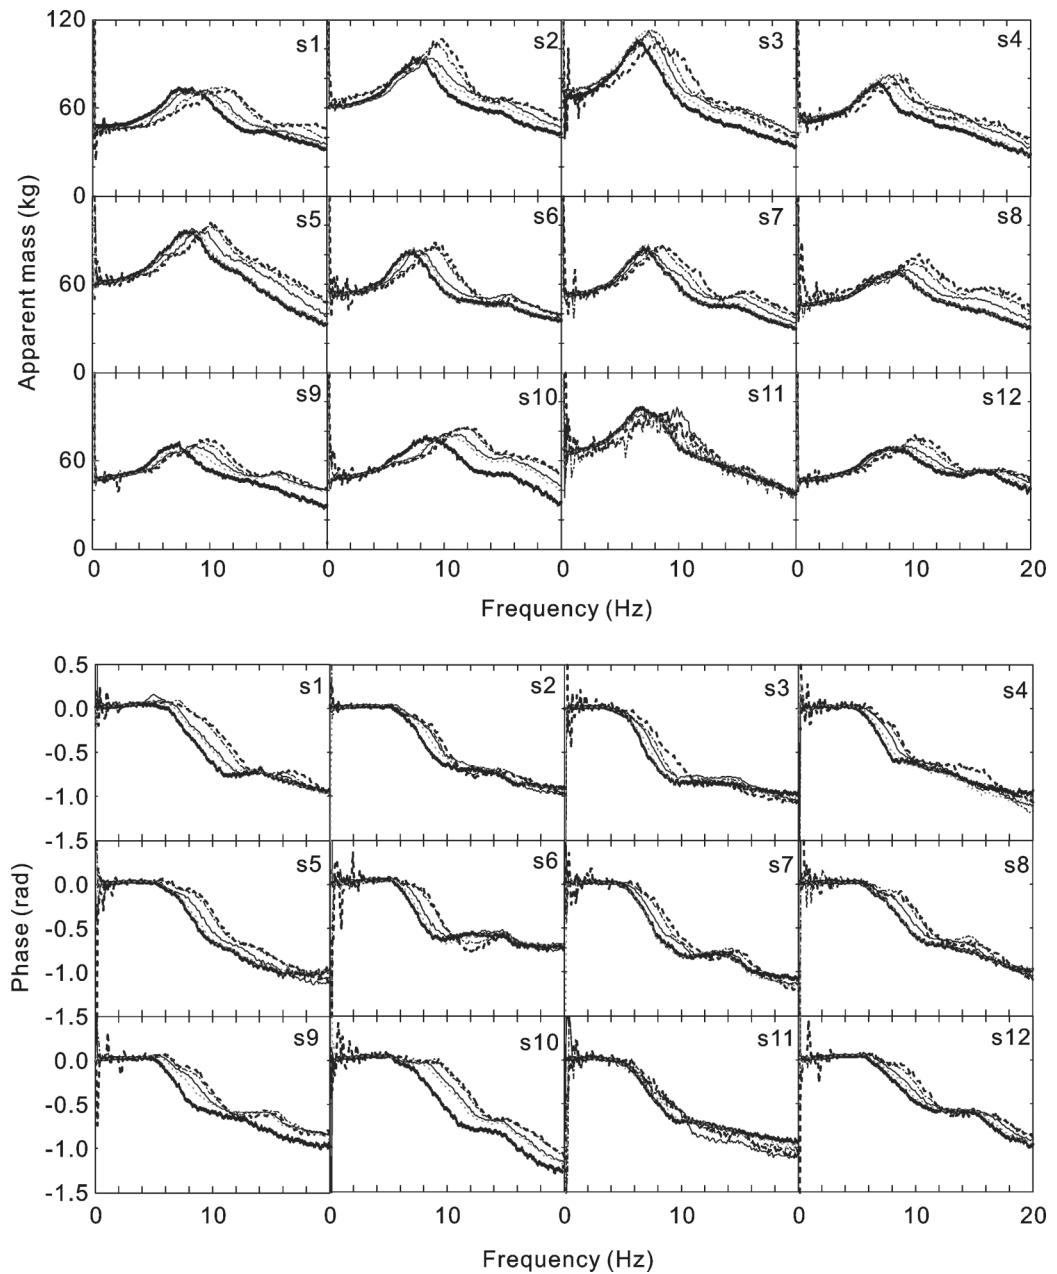 120
s1 s2 s3 s4
60
0
s5 s6 s7 s8
60
0
s9 s10 s11 s12
60
0
0 10 0 10 0 10 0 10 20
Apparent mass (kg)
Frequency (Hz)
0.5
s1 s2 s3 s4
0.0
-0.5
-1.0
-1.5
s5 s6 s7 s8
0.0
-0.5
-1.0
-1.5
s9 s10 s11 s12
0.0
-0.5
-1.0
-1.5
0 10 0 10 0 10 0 10 20
Phase (rad)
Frequency (Hz)